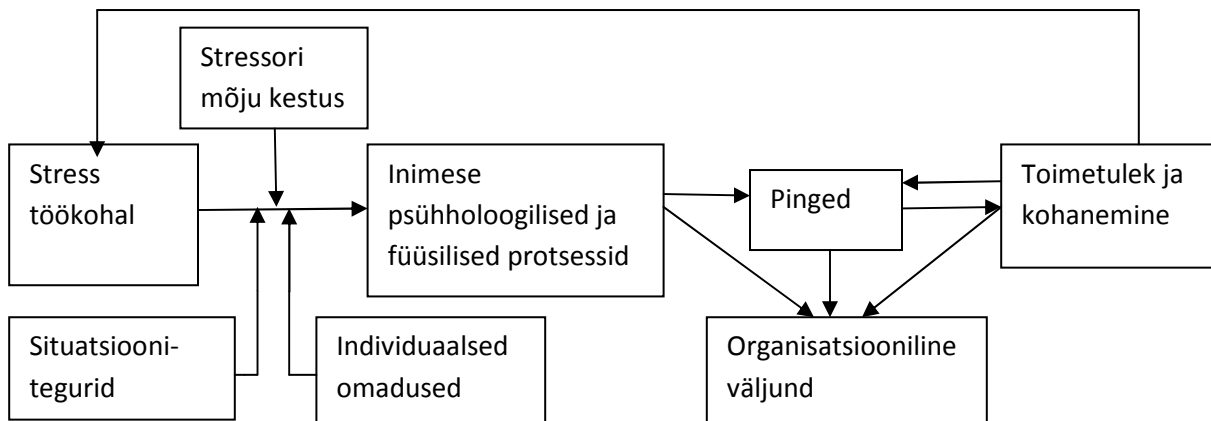 Stressori
mõju kestus
Stress
töökohal
Inimese
psühholoogilised ja
füüsilised protsessid
Pinged
Toimetulek ja
kohanemine
Situatsiooni-
tegurid
Individuaalsed
omadused
Organisatsiooniline
väljund